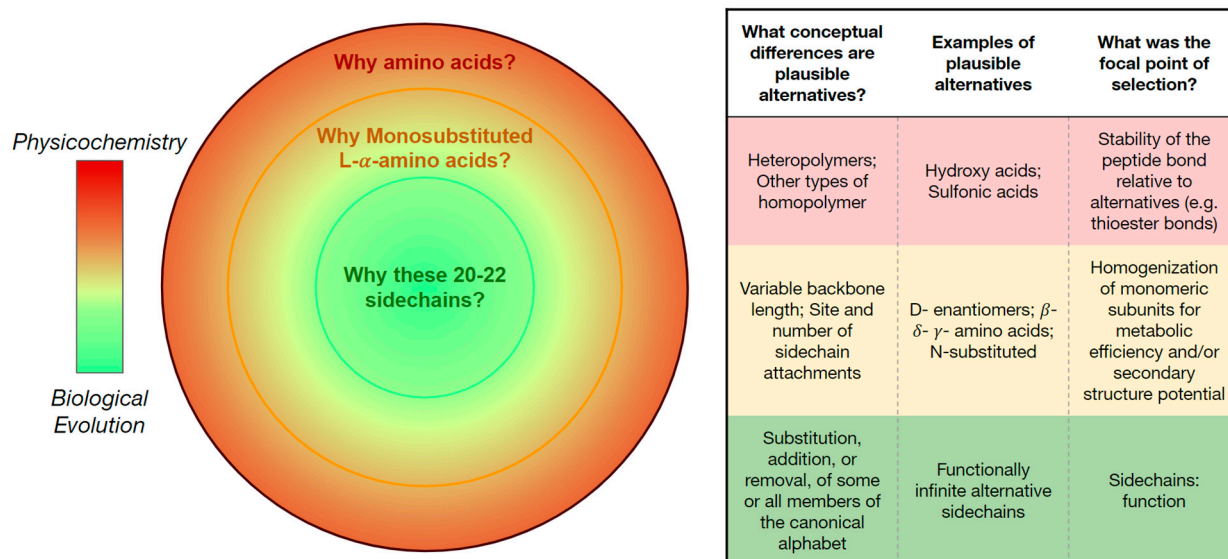 Physicochemistry
Biological
Evolution
Why amino acids?
Why Monosubstituted
L-α-amino acids?
Why these 20-22
sidechains?
What conceptual
differences are
plausible
alternatives?
Examples of
plausible
alternatives
What was the
focal point of
selection?
Heteropolymers;
Other types of
homopolymer
Hydroxy acids;
Sulfonic acids
Stability of the
peptide bond
relative to
alternatives (e.g.
thioester bonds)
Variable backbone
length; Site and
number of
sidechain
attachments
D- enantiomers; β-
δ- γ- amino acids;
N-substituted
Homogenization
of monomeric
subunits for
metabolic
efficiency and/or
secondary
structure potential
Substitution,
addition, or
removal, of some
or all members of
the canonical
alphabet
Functionally
infinite alternative
sidechains
Sidechains:
function